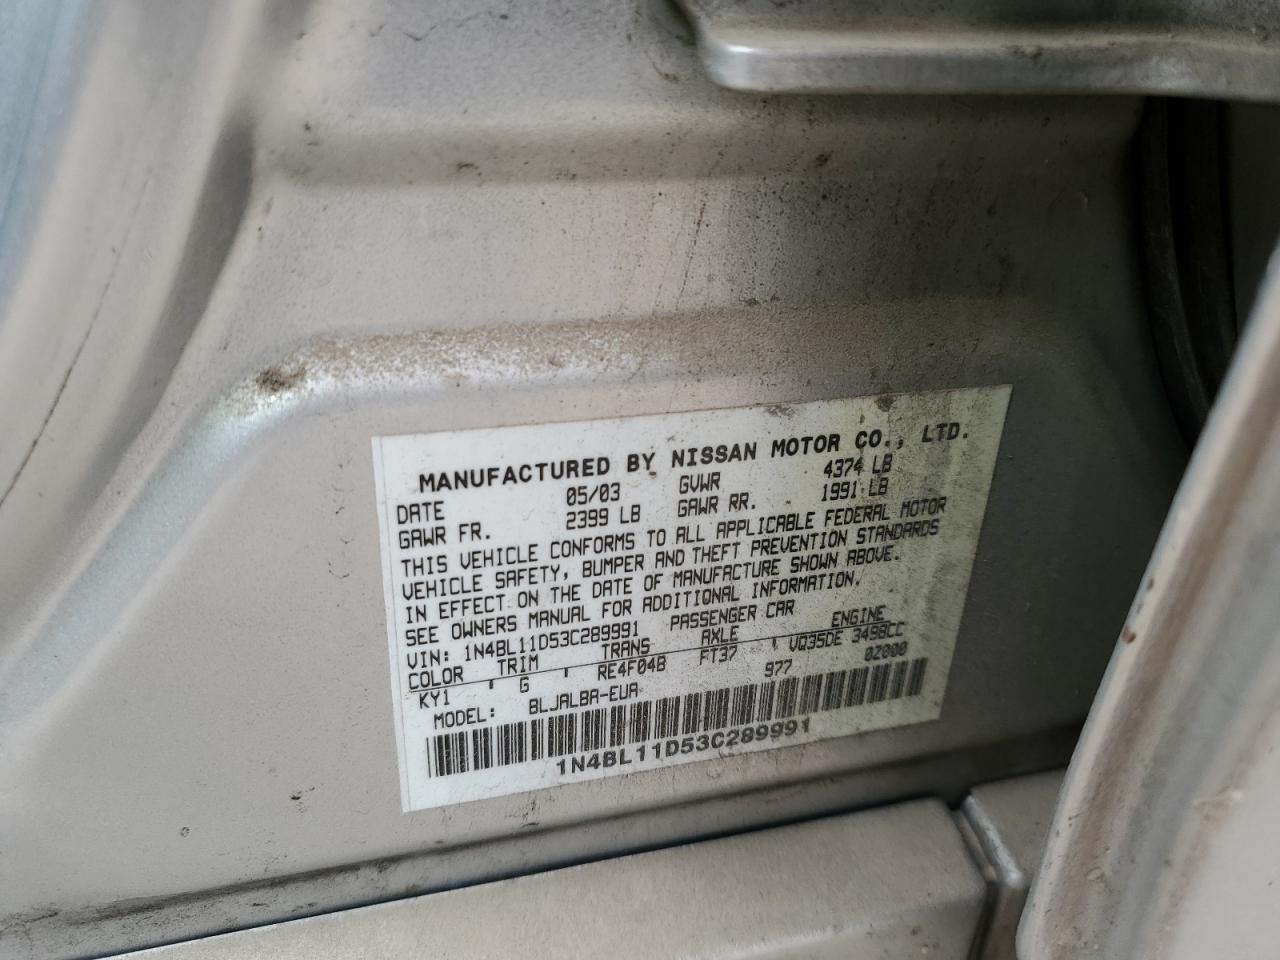 MANUFACTURED BY NISSAN MOTOR CO., LTD.
DATE 05/03 GVWR 4374 LB
GAWR FR. 2399 LB GAWR RR. 1991 LB
THIS VEHICLE CONFORMS TO ALL APPLICABLE FEDERAL MOTOR
VEHICLE SAFETY, BUMPER AND THEFT PREVENTION STANDARDS
IN EFFECT ON THE DATE OF MANUFACTURE SHOWN ABOVE.
SEE OWNERS MANUAL FOR ADDITIONAL INFORMATION.
VIN: 1N4BL11D53C289991 PASSENGER CAR
COLOR TRIM TRANS AXLE ENGINE
KY1 G RE4F04B FT37 VQ35DE 3498CC
MODEL: BLJALBA-EUA 977 0Z000
1N4BL11D53C289991